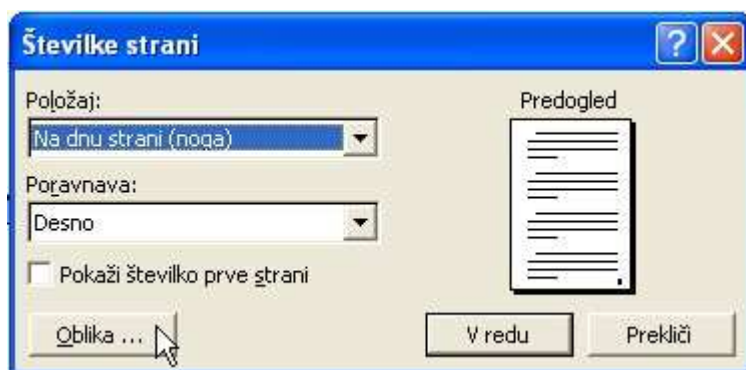 Številke strani
Položaj:
Predogled
Na dnu strani (noga)
Poravnava:
Desno
Pokaži številko prve strani
Oblika ...
V redu
Prekliči